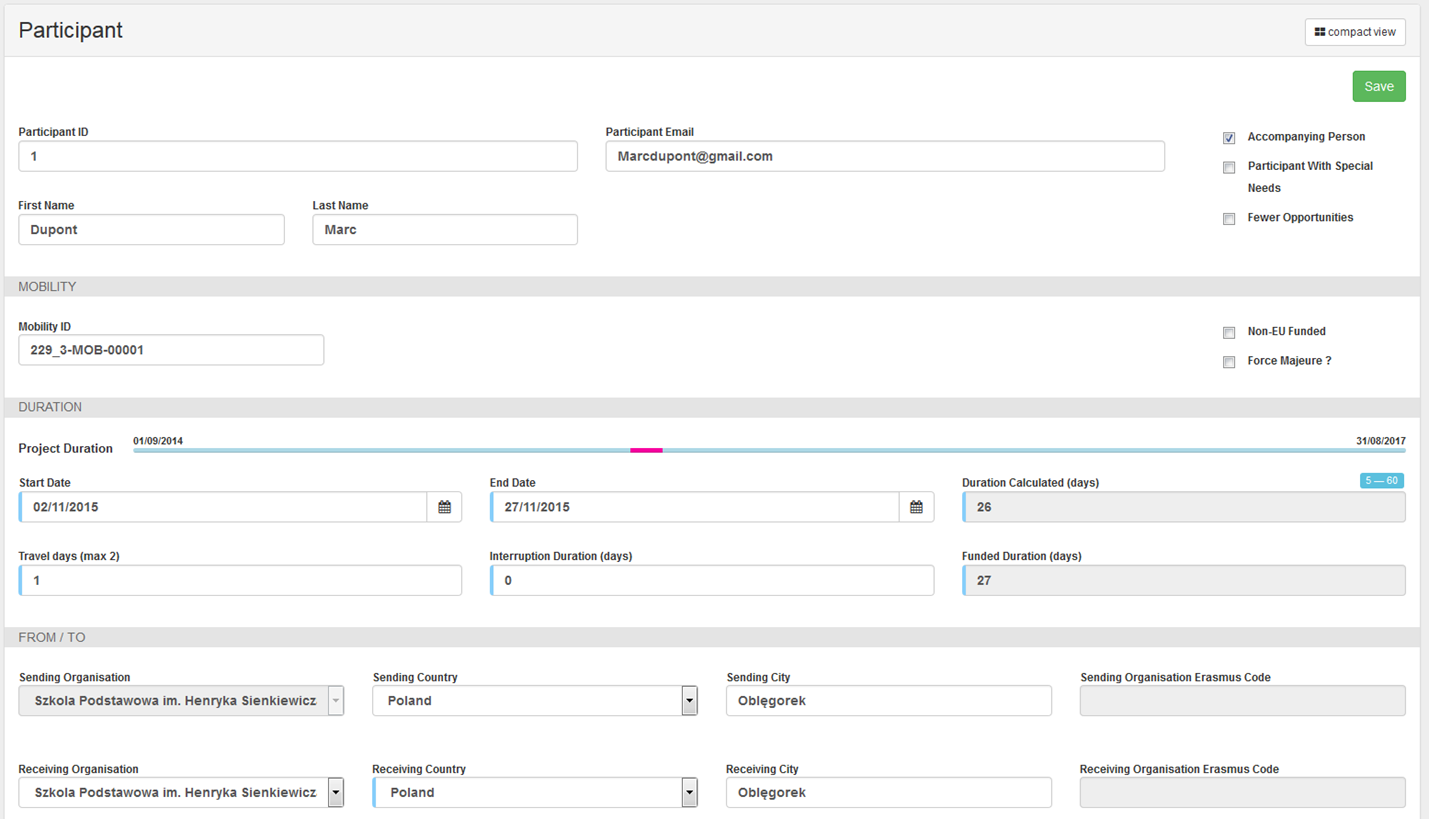 Participant
compact view
Save
Participant ID
Participant Email
1
Marcdupont@gmail.com
Accompanying Person
Participant With Special
Needs
Fewer Opportunities
First Name
Last Name
Dupont
Marc
MOBILITY
Mobility ID
229_3-MOB-00001
Non-EU Funded
Force Majeure ?
DURATION
Project Duration
01/09/2014
31/08/2017
Start Date
End Date
Duration Calculated (days)
5 — 60
02/11/2015
27/11/2015
26
Travel days (max 2)
Interruption Duration (days)
Funded Duration (days)
1
0
27
FROM / TO
Sending Organisation
Sending Country
Sending City
Sending Organisation Erasmus Code
Szkola Podstawowa im. Henryka Sienkiewicz
Poland
Oblęgorek
Receiving Organisation
Receiving Country
Receiving City
Receiving Organisation Erasmus Code
Szkola Podstawowa im. Henryka Sienkiewicz
Poland
Oblęgorek